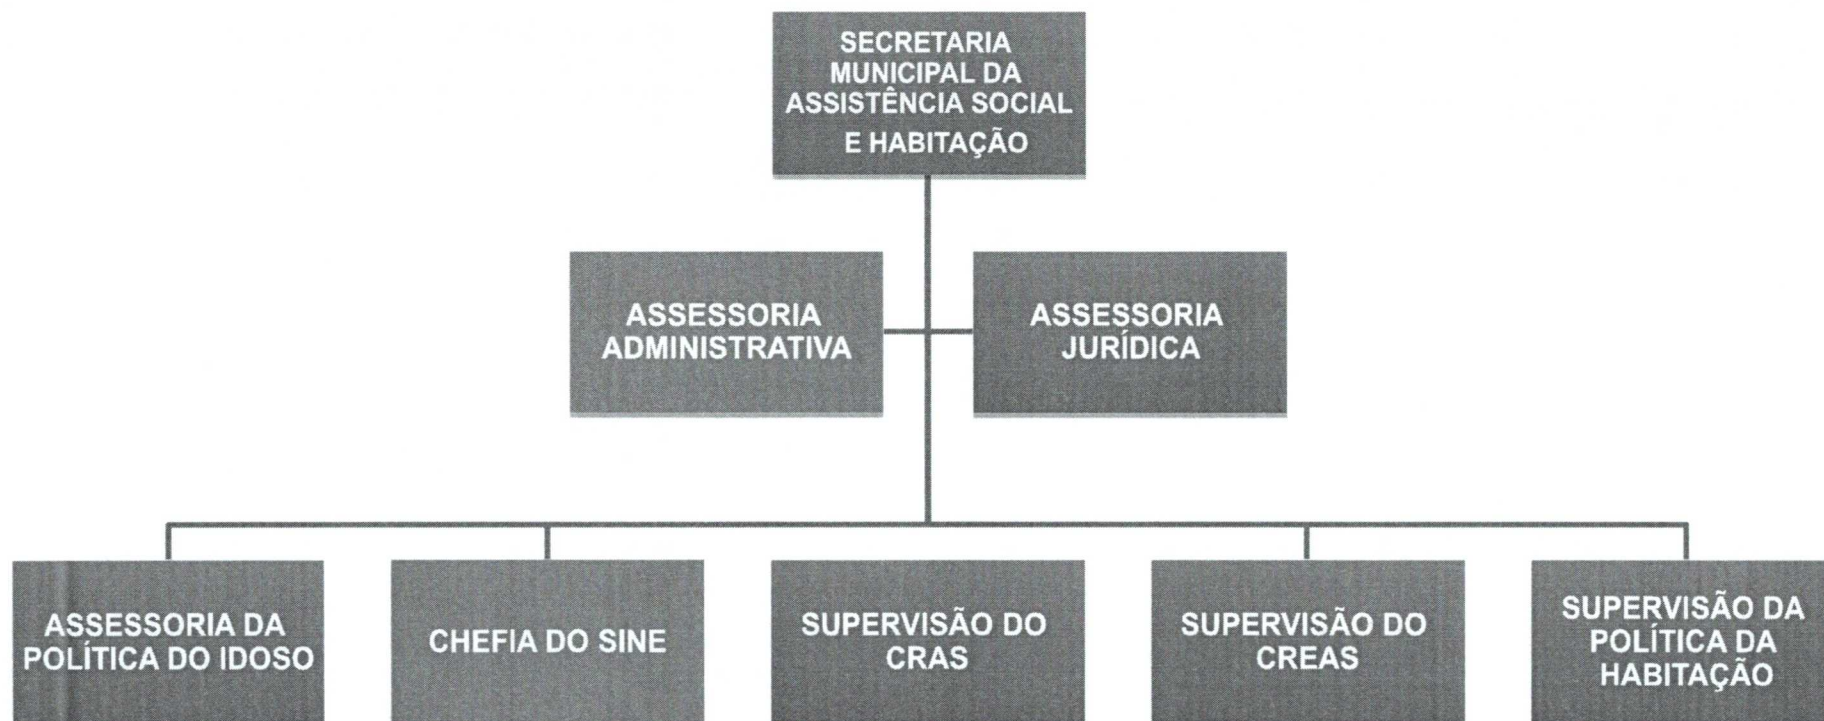 SECRETARIA
MUNICIPAL DA
ASSISTÊNCIA SOCIAL
E HABITAÇÃO
ASSESSORIA
ADMINISTRATIVA
ASSESSORIA
JURÍDICA
ASSESSORIA DA
POLÍTICA DO IDOSO
CHEFIA DO SINE
SUPERVISÃO DO
CRAS
SUPERVISÃO DO
CREAS
SUPERVISÃO DA
POLÍTICA DA
HABITAÇÃO